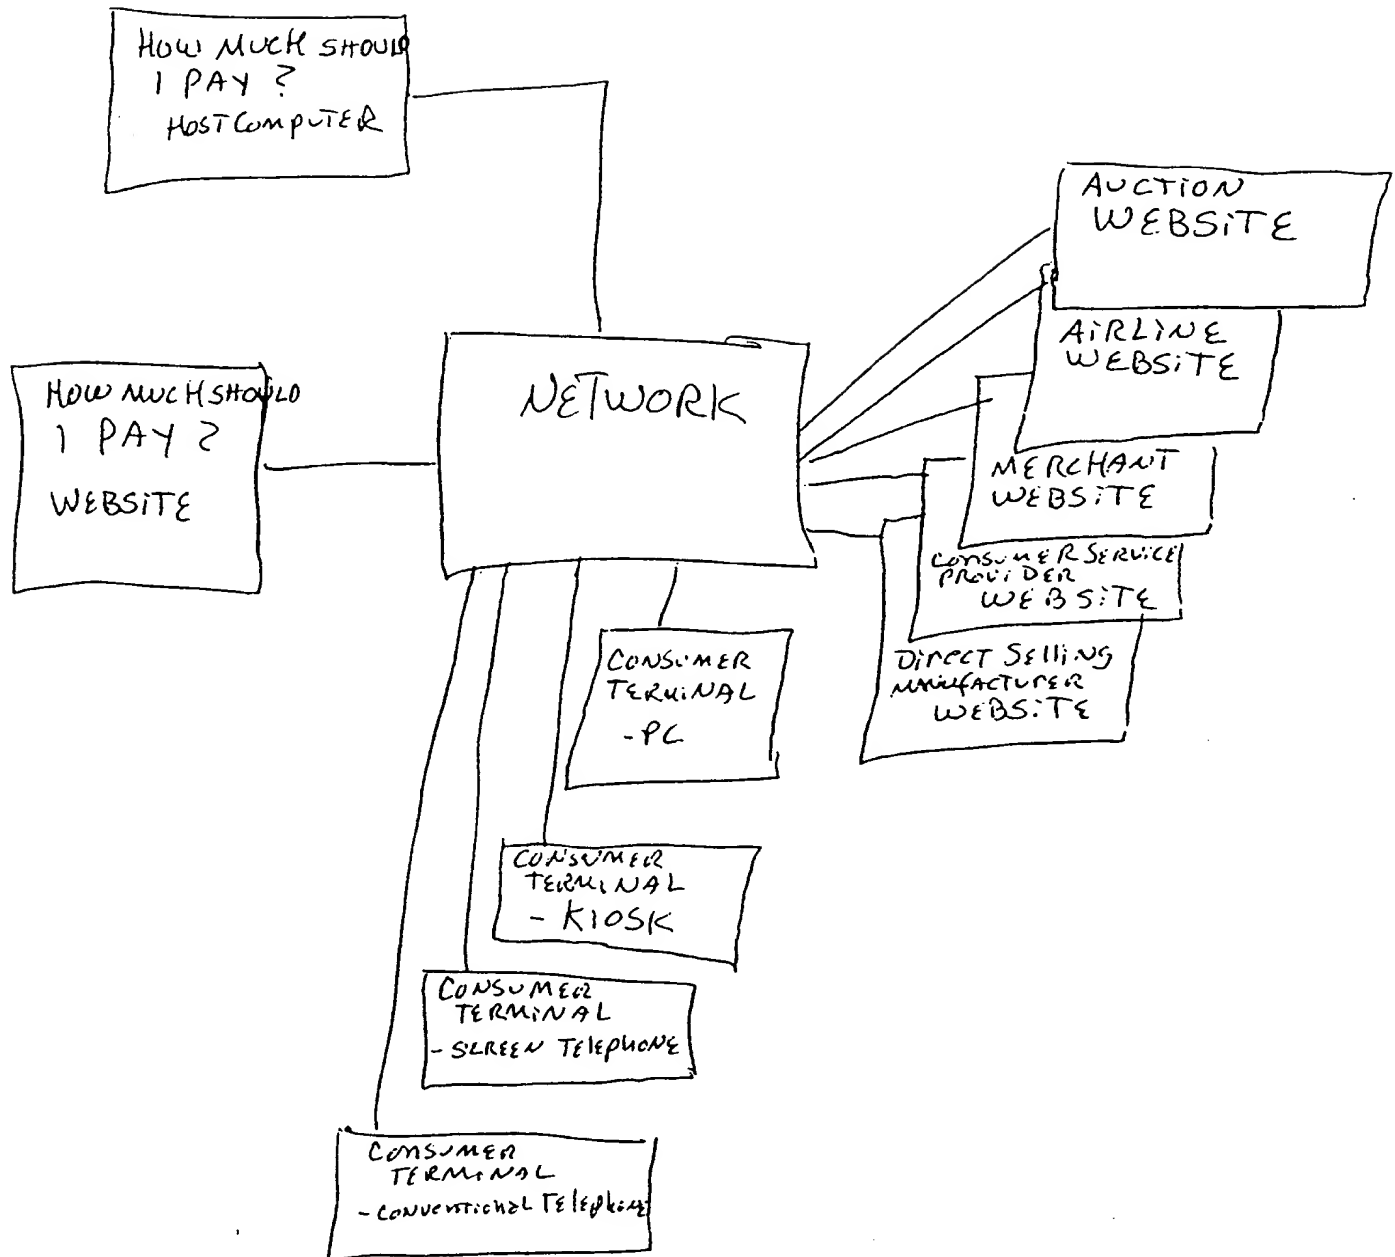 HOW MUCH SHOULD
I PAY ?
HOST COMPUTER
AUCTION
WEBSITE
AIRLINE
WEBSITE
HOW MUCH SHOULD
I PAY ?
WEBSITE
NETWORK
MERCHANT
WEBSITE
CONSUMER SERVICE
PROVIDER
WEBSITE
DIRECT SELLING
MANUFACTURER
WEBSITE
CONSUMER
TERMINAL
- PC
CONSUMER
TERMINAL
- KIOSK
CONSUMER
TERMINAL
- SCREEN TELEPHONE
CONSUMER
TERMINAL
- CONVENTIONAL TELEPHONE